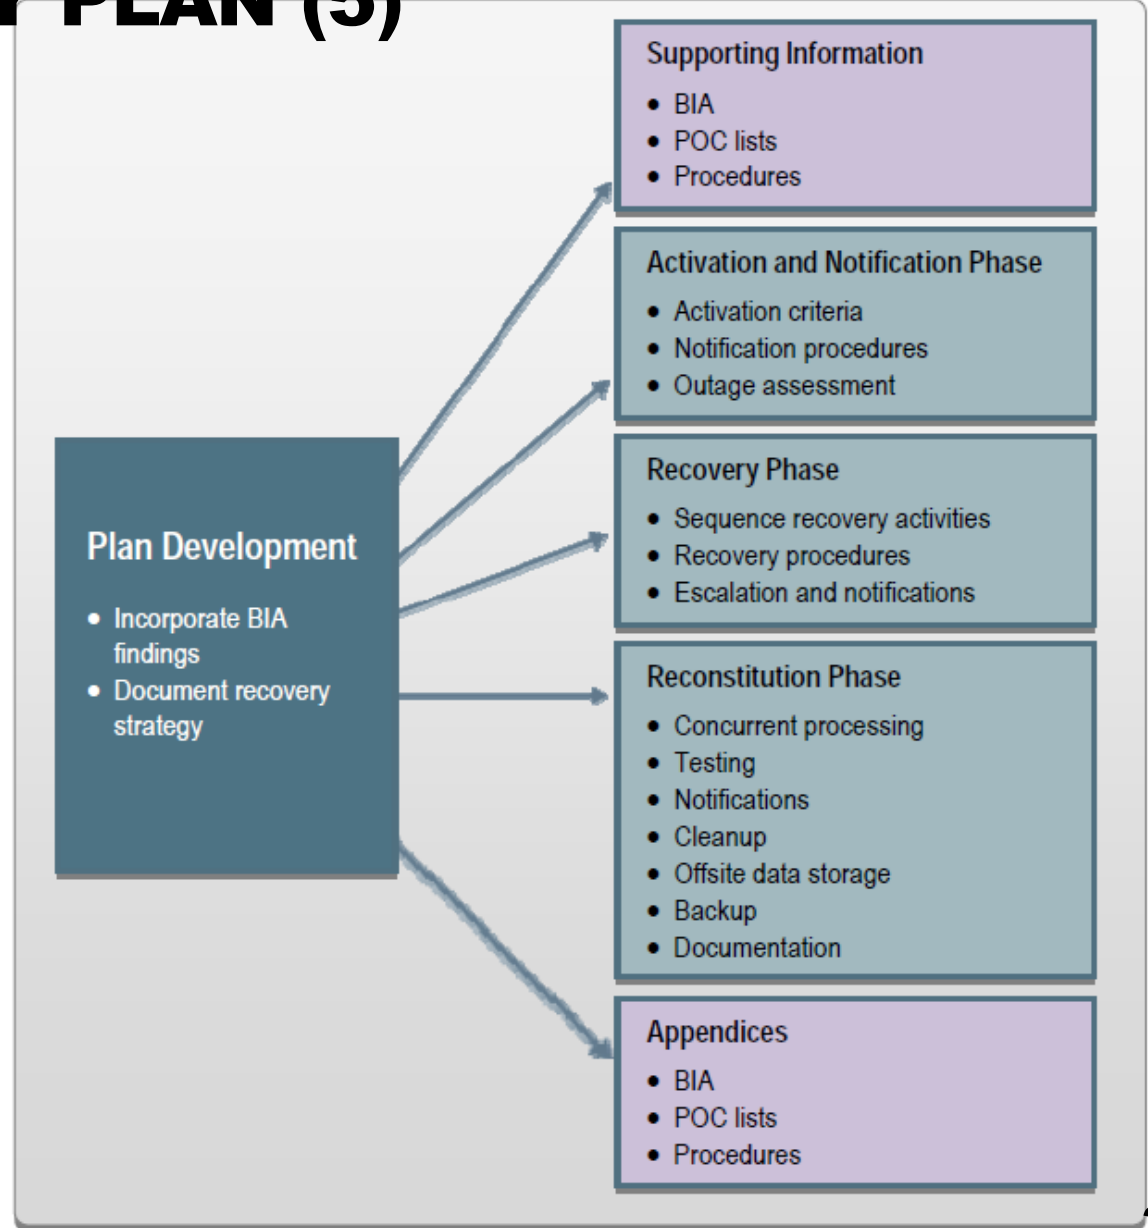 PLAN (5)
Supporting Information
• BIA
• POC lists
• Procedures
Activation and Notification Phase
• Activation criteria
• Notification procedures
• Outage assessment
Plan Development
• Incorporate BIA
findings
• Document recovery
strategy
Recovery Phase
• Sequence recovery activities
• Recovery procedures
• Escalation and notifications
Reconstitution Phase
• Concurrent processing
• Testing
• Notifications
• Cleanup
• Offsite data storage
• Backup
• Documentation
Appendices
• BIA
• POC lists
• Procedures